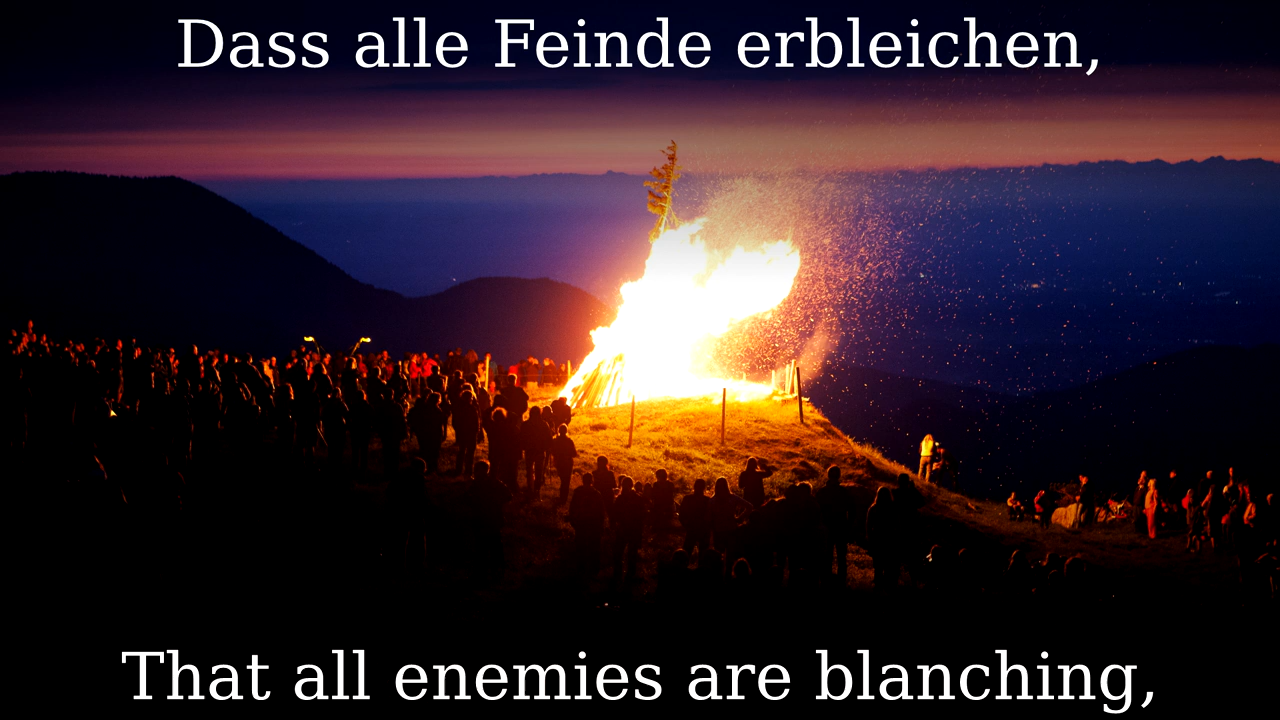 Dass alle Feinde erbleichen,
That all enemies are blanching,